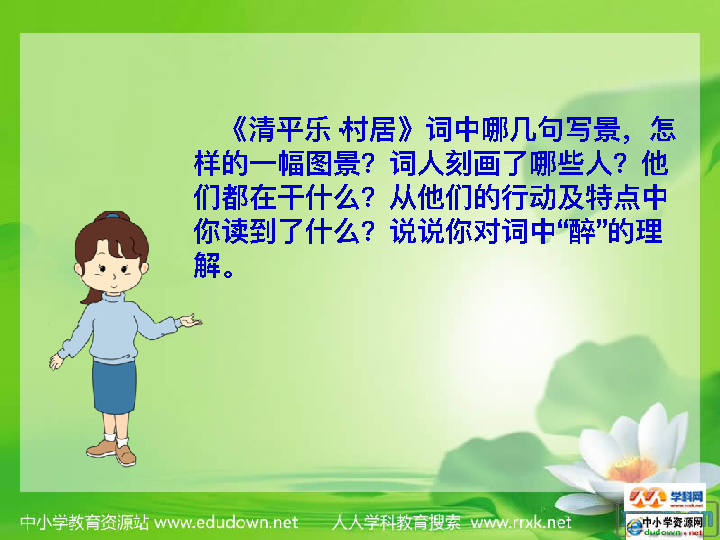 《清平乐·村居》词中哪几句写景，怎
样的一幅图景？词人刻画了哪些人？他
们都在干什么？从他们的行动及特点中
你读到了什么？说说你对词中“醉”的理
解。
中小学教育资源站 www.edudown.net 人人学科教育搜索 www.rrxk.net
学科网
www.rrxk.net
中小学资源网
edudown.net